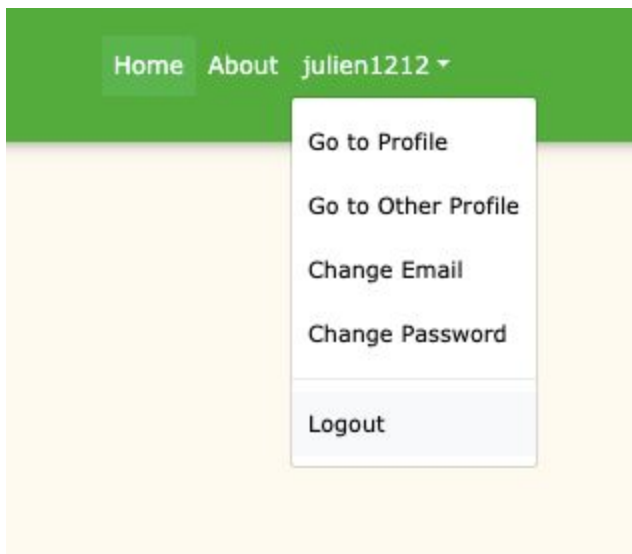 Home About julien1212
Go to Profile
Go to Other Profile
Change Email
Change Password
Logout